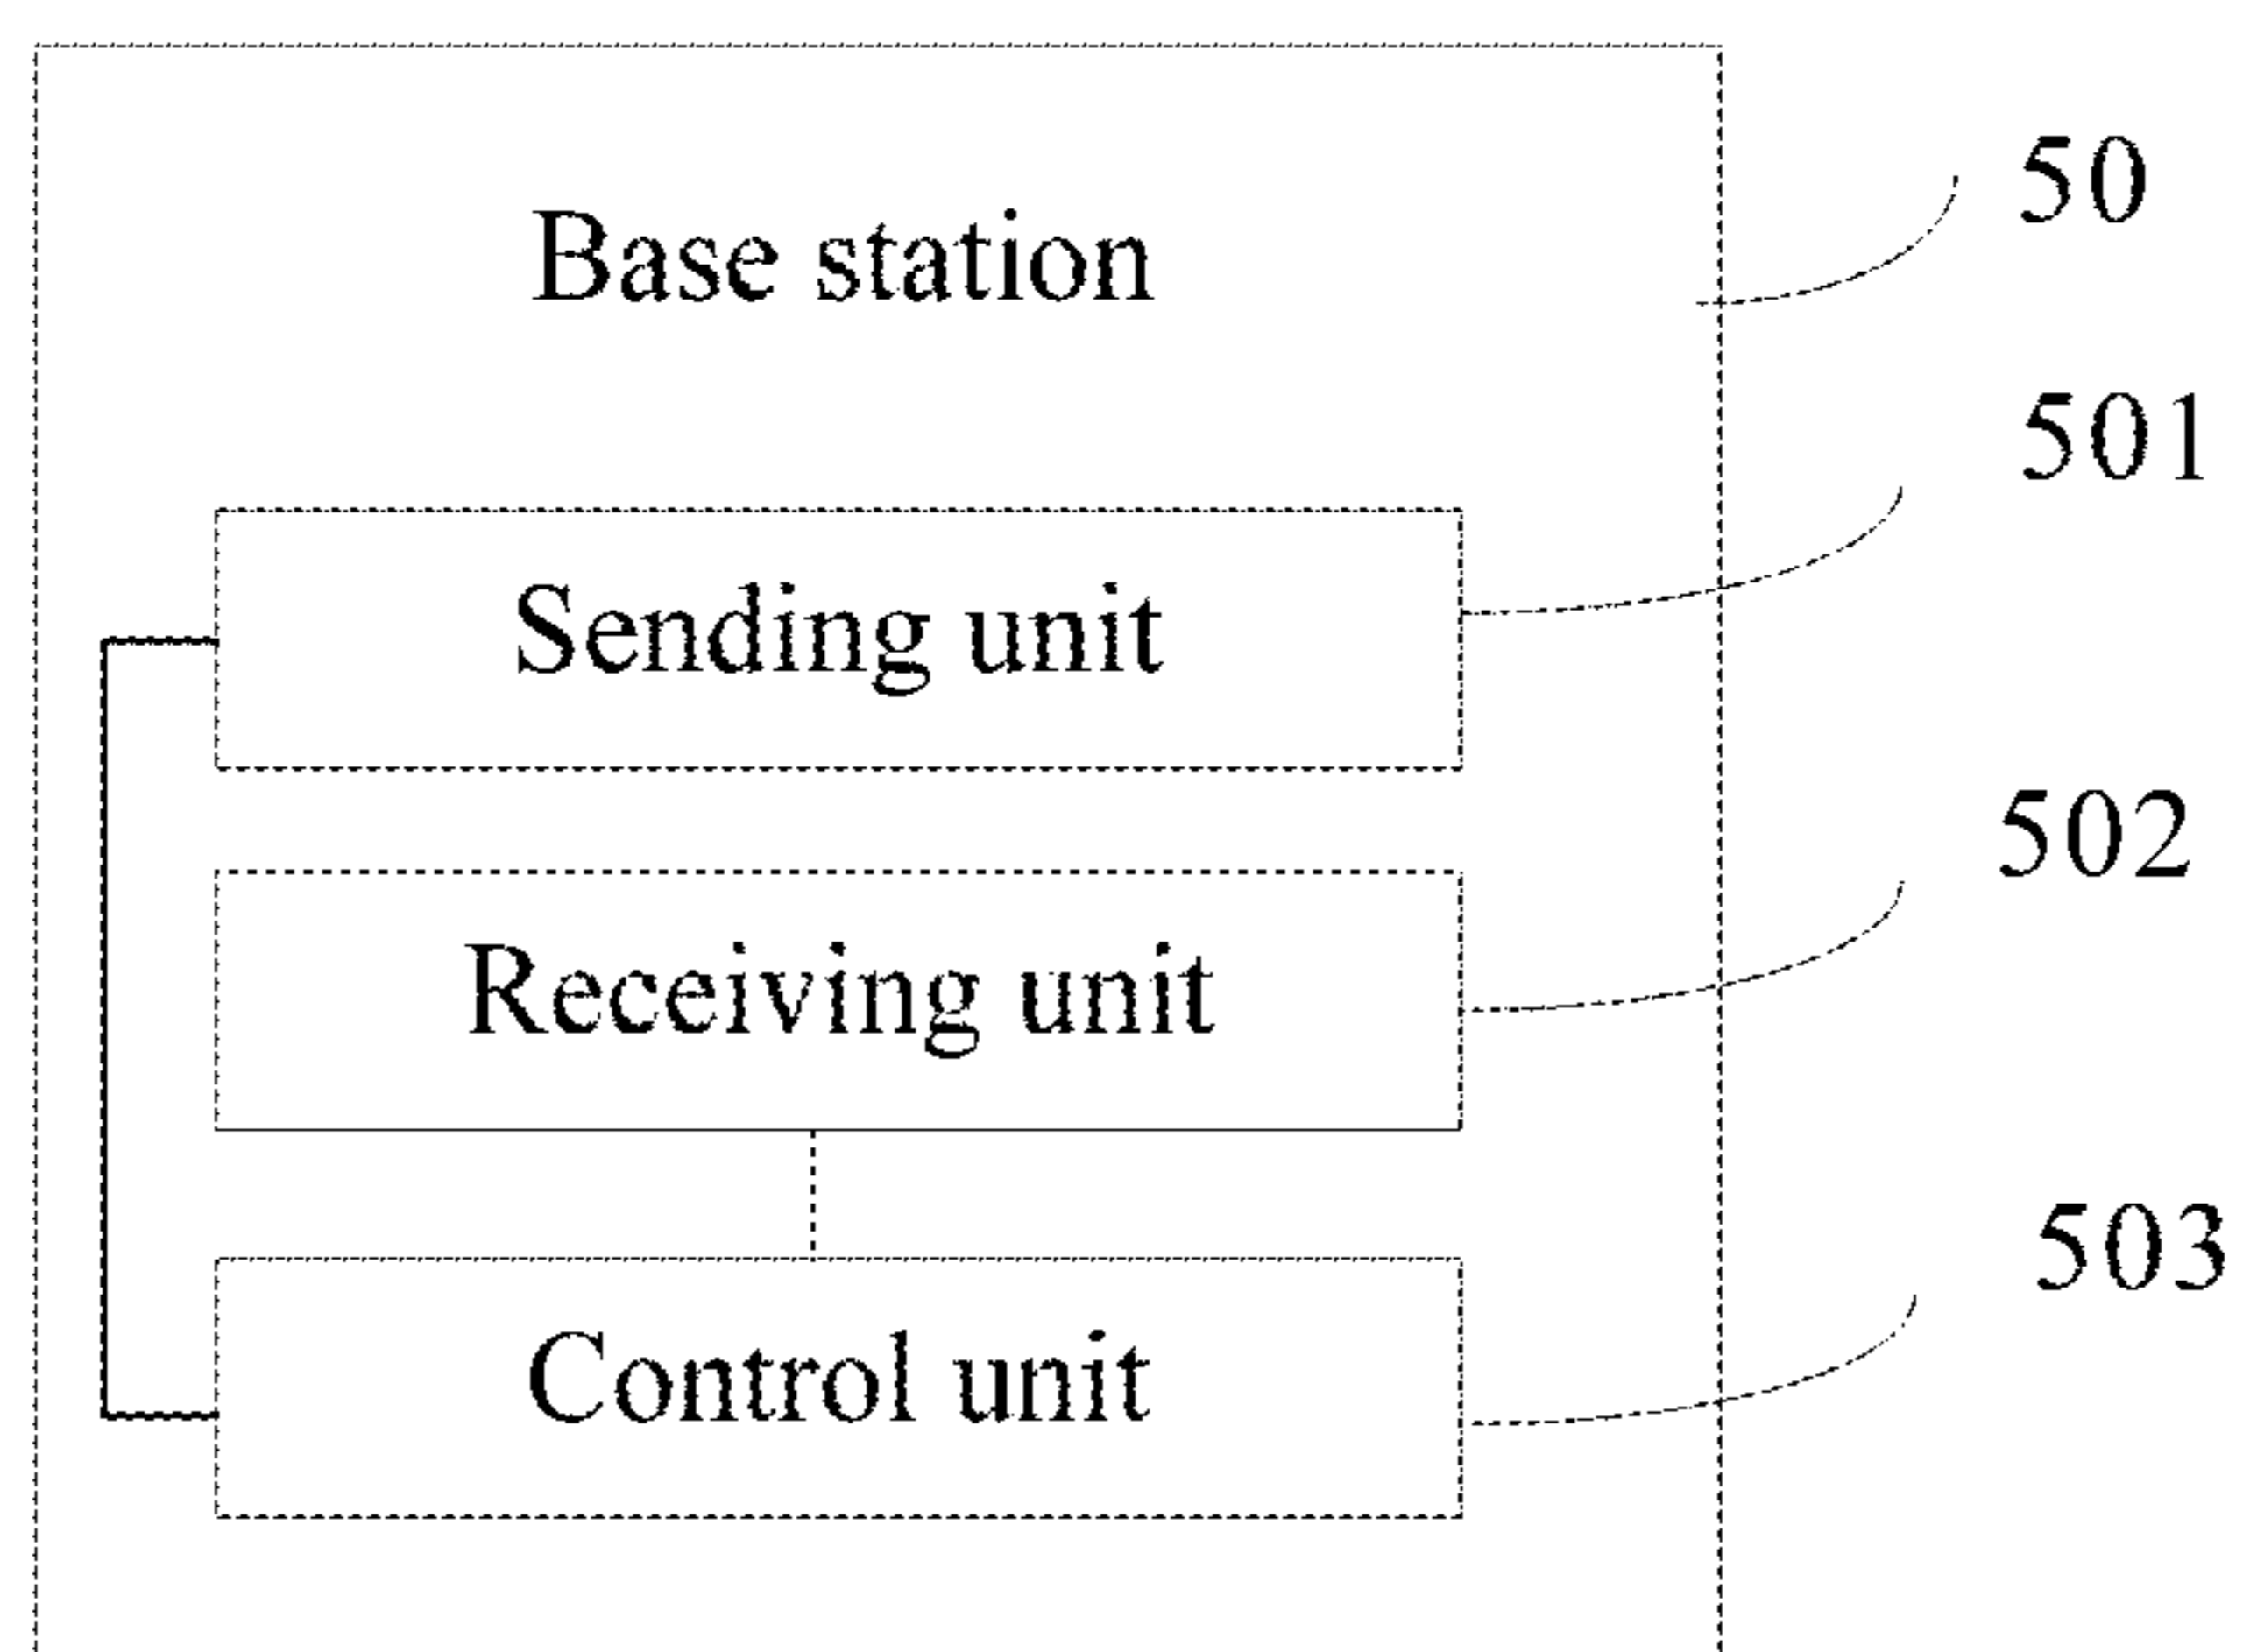 50
Base station
501
Sending unit
502
Receiving unit
503
Control unit